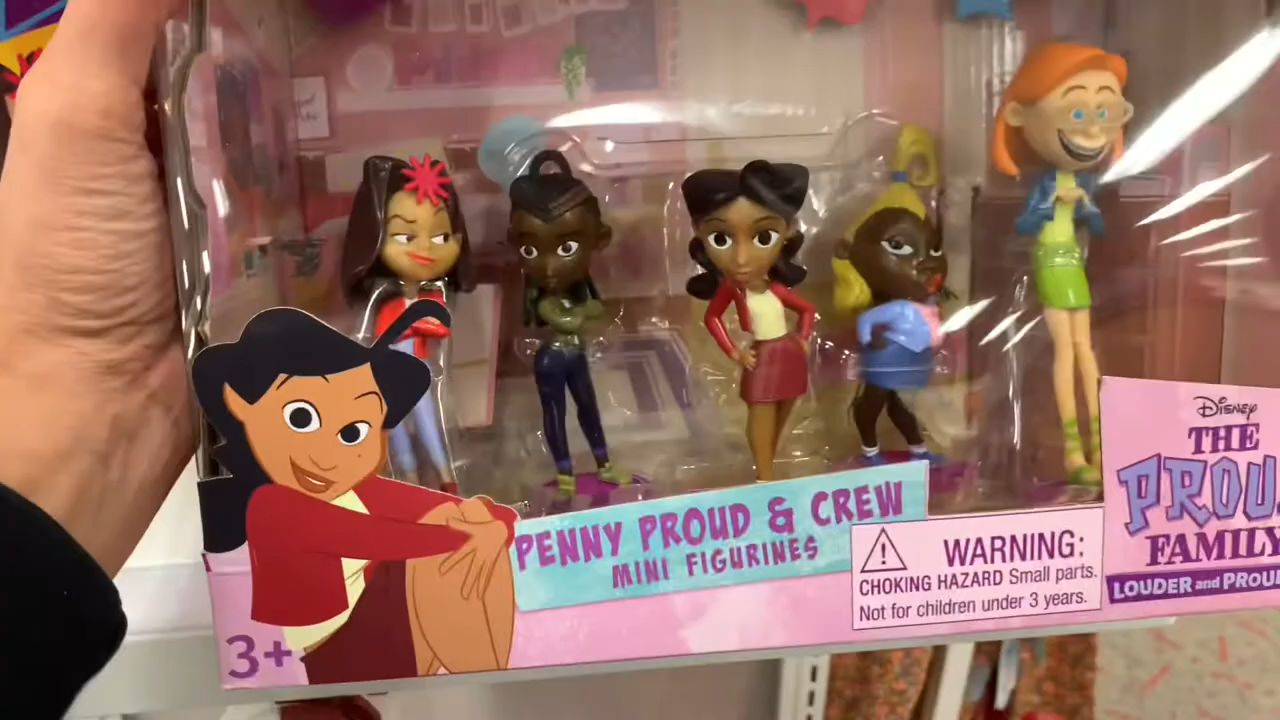 PENNY PROUD & CREW
MINI FIGURINES
WARNING:
CHOKING HAZARD Small parts.
Not for children under 3 years.
DISNEY
THE
PROU
FAMILY
LOUDER and PROUD
3+